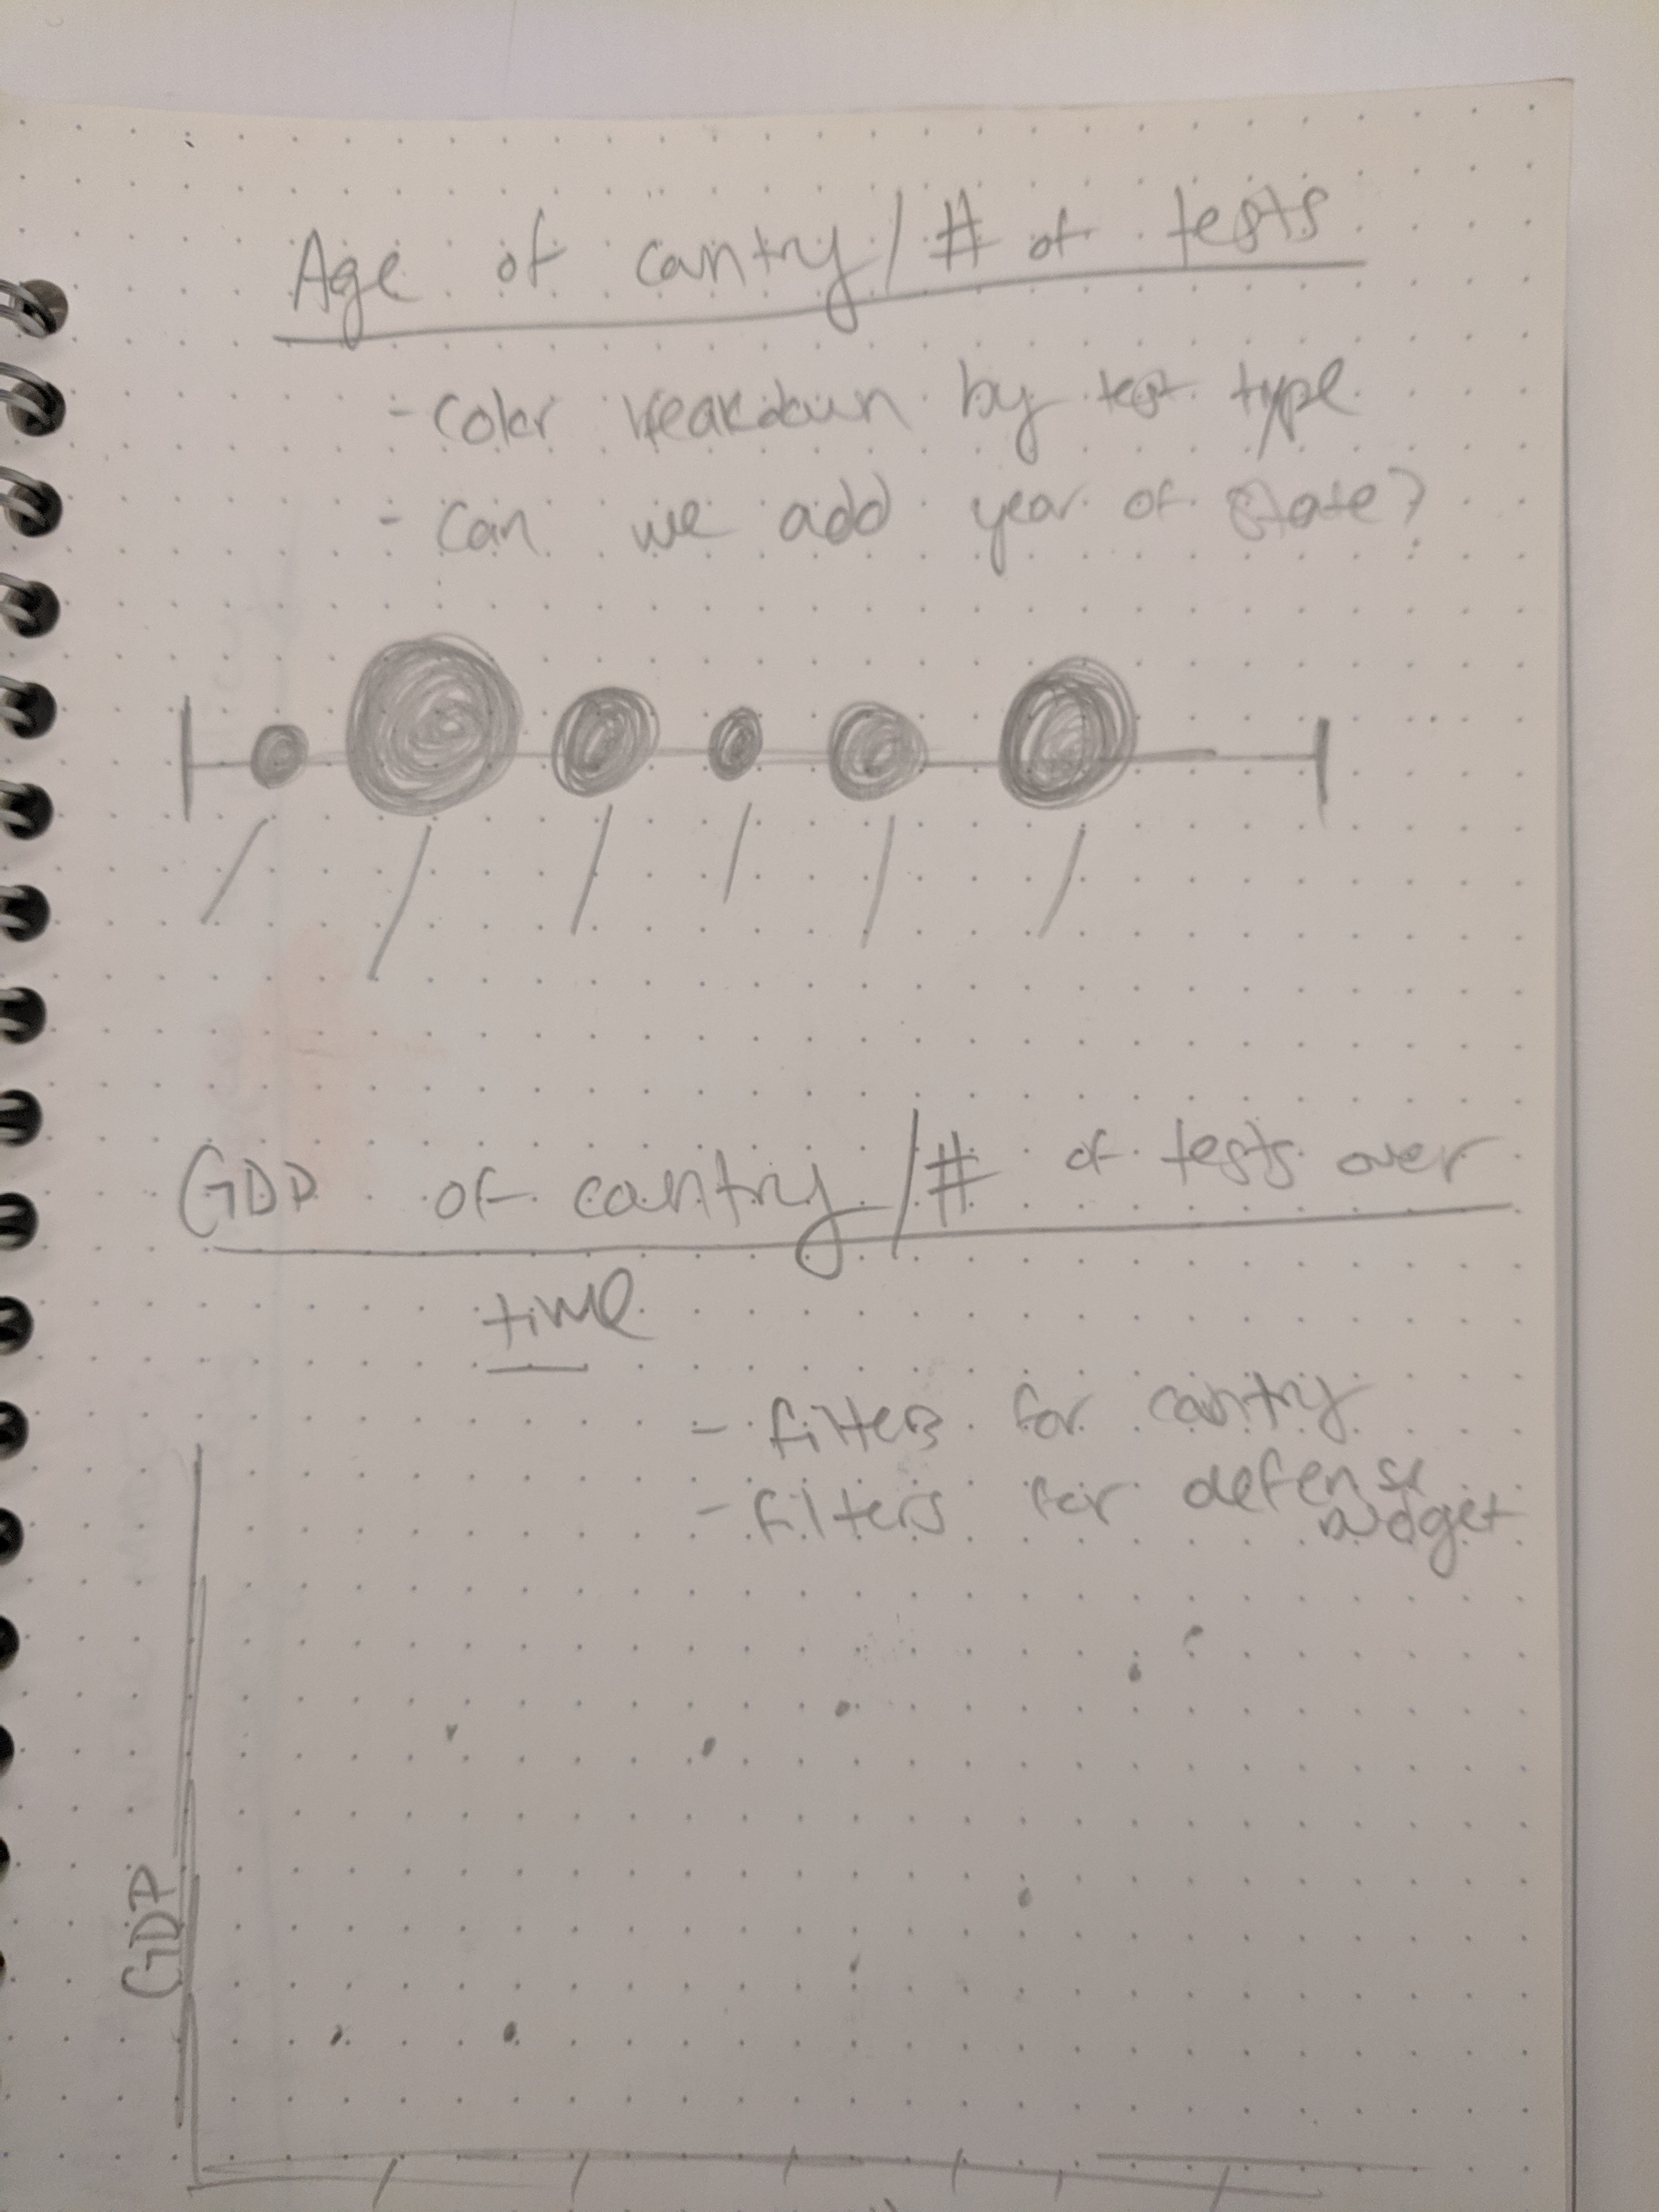 Age of country / # of tests
- color breakdown by test type
- can we add year of state?
GDP of country / # of tests over
time
- filters for country
- filters for defense
budget
GDP